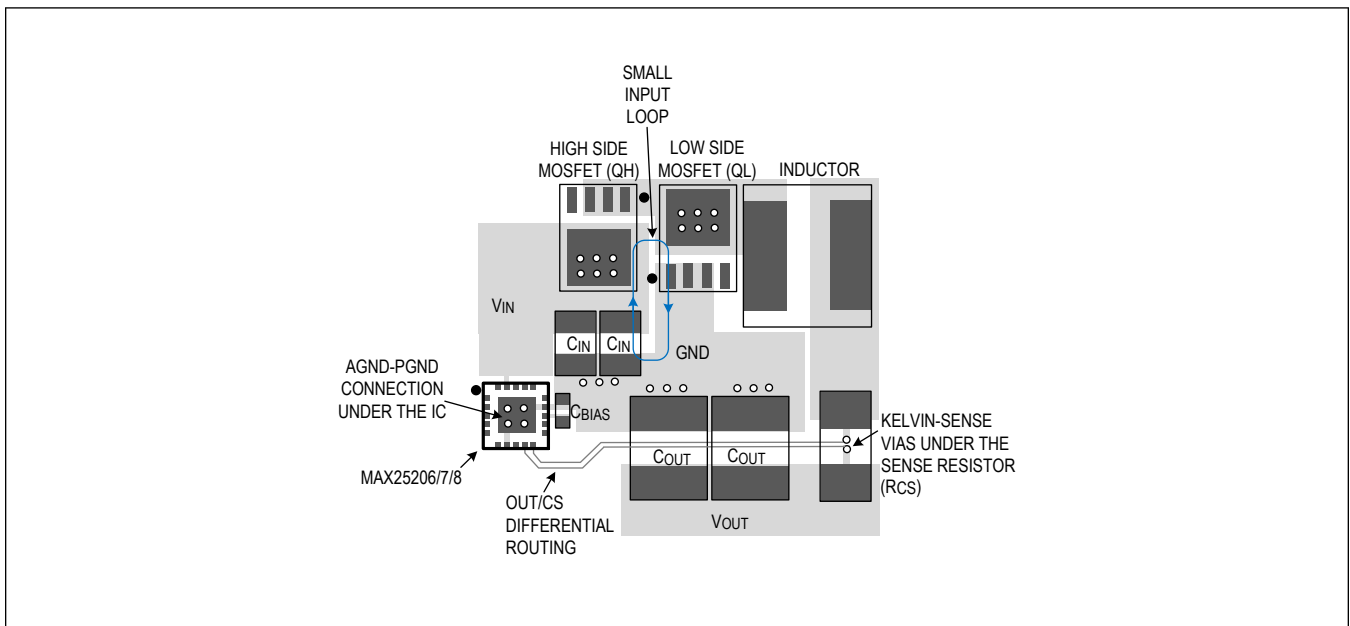 SMALL
INPUT
LOOP
HIGH SIDE
MOSFET (QH)
LOW SIDE
MOSFET (QL)
INDUCTOR
VIN
CIN
CIN
GND
AGND-PGND
CONNECTION
UNDER THE IC
CBIAS
MAX25206/7/8
OUT/CS
DIFFERENTIAL
ROUTING
COUT
COUT
VOUT
KELVIN-SENSE
VIAS UNDER THE
SENSE RESISTOR
(RCS)